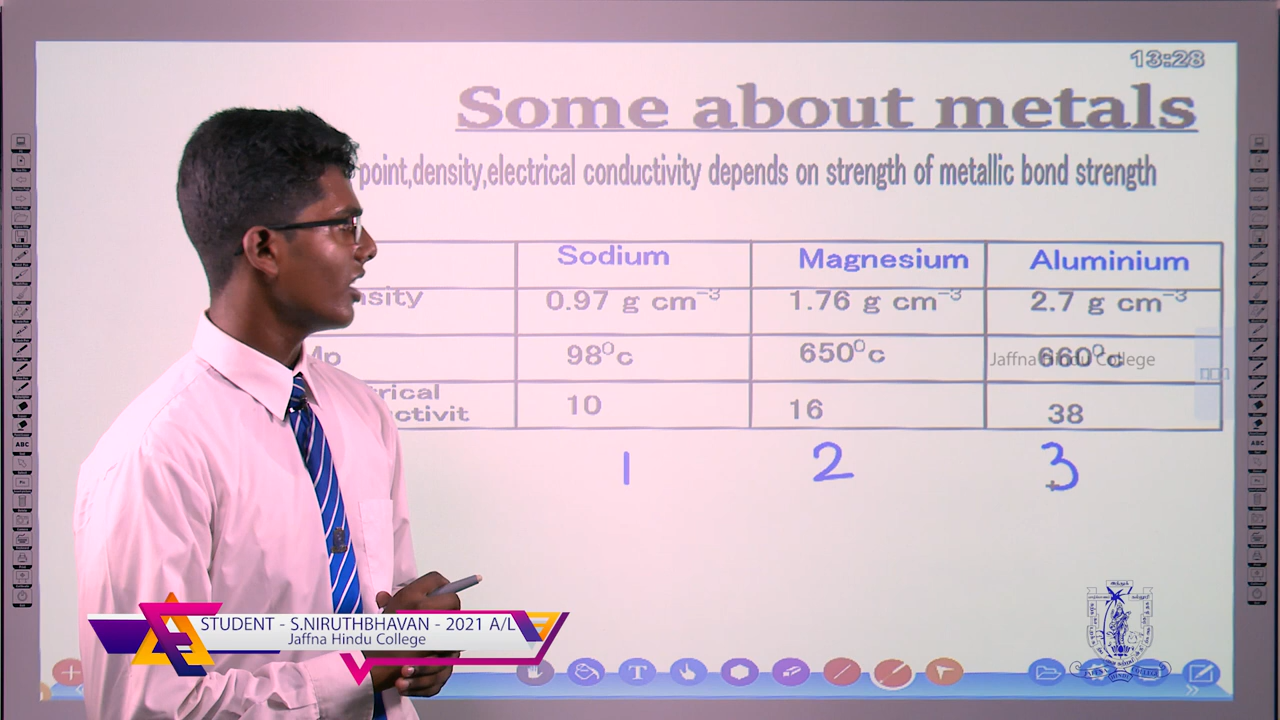 13:28
Some about metals
point,density,electrical conductivity depends on strength of metallic bond strength
Sodium Magnesium Aluminium
nsity 0.97 g cm⁻³ 1.76 g cm⁻³ 2.7 g cm⁻³
Mp 98⁰c 650⁰c 660⁰c
Jaffna Hindu College
trical
ctivit 10 16 38
1 2 3
STUDENT - S.NIRUTHBHAVAN - 2021 A/L
Jaffna Hindu College
ABC
ABC
T